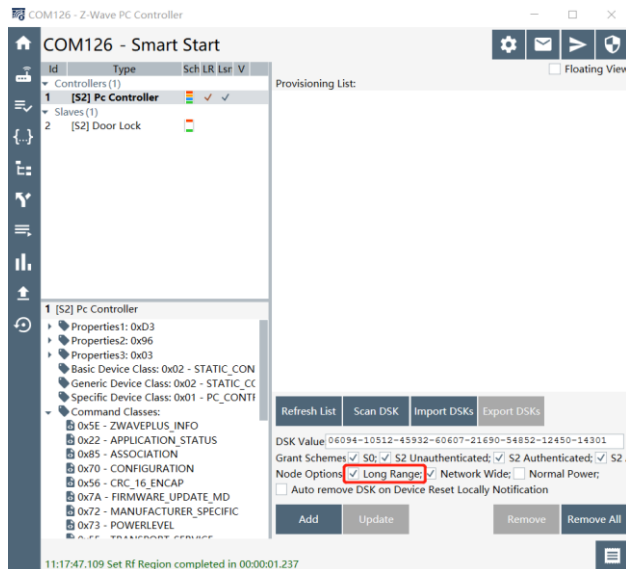 COM126 - Z-Wave PC Controller
COM126 - Smart Start
Floating View
Id Type Sch LR Lsr V
Controllers (1)
1 [S2] Pc Controller
Slaves (1)
2 [S2] Door Lock
Provisioning List:
1 [S2] Pc Controller
Properties1: 0xD3
Properties2: 0x96
Properties3: 0x03
Basic Device Class: 0x02 - STATIC_CON
Generic Device Class: 0x02 - STATIC_CC
Specific Device Class: 0x01 - PC_CONTF
Command Classes:
0x5E - ZWAVEPLUS_INFO
0x22 - APPLICATION_STATUS
0x85 - ASSOCIATION
0x70 - CONFIGURATION
0x56 - CRC_16_ENCAP
0x7A - FIRMWARE_UPDATE_MD
0x72 - MANUFACTURER_SPECIFIC
0x73 - POWERLEVEL
0x55 - TRANSPORT_SERVICE
Refresh List Scan DSK Import DSKs Export DSKs
DSK Value 06094-10512-45932-60607-21690-54852-12450-14301
Grant Schemes S0; S2 Unauthenticated; S2 Authenticated; S2
Node Options Long Range; Network Wide; Normal Power;
Auto remove DSK on Device Reset Locally Notification
Add Update Remove Remove All
11:17:47.109 Set Rf Region completed in 00:00:01.237